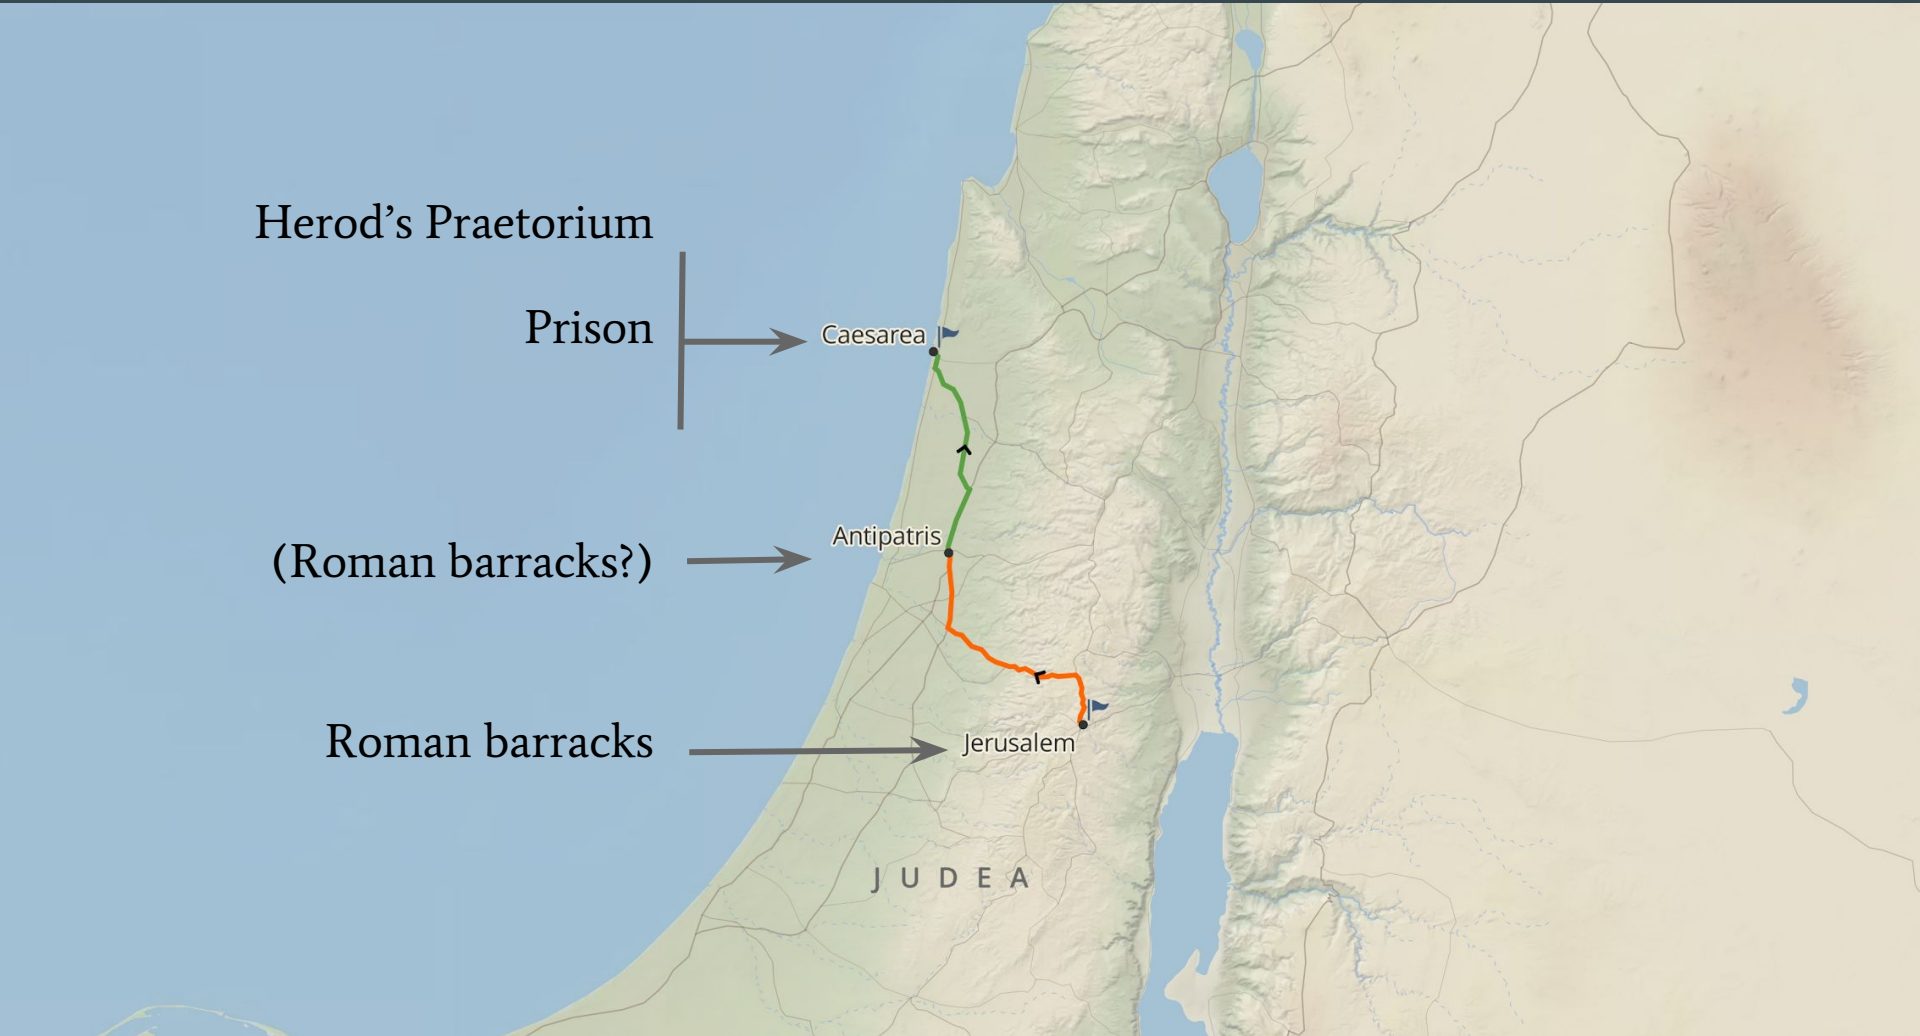 Herod’s Praetorium
Prison
Caesarea
Antipatris
(Roman barracks?)
Roman barracks
Jerusalem
JUDEA